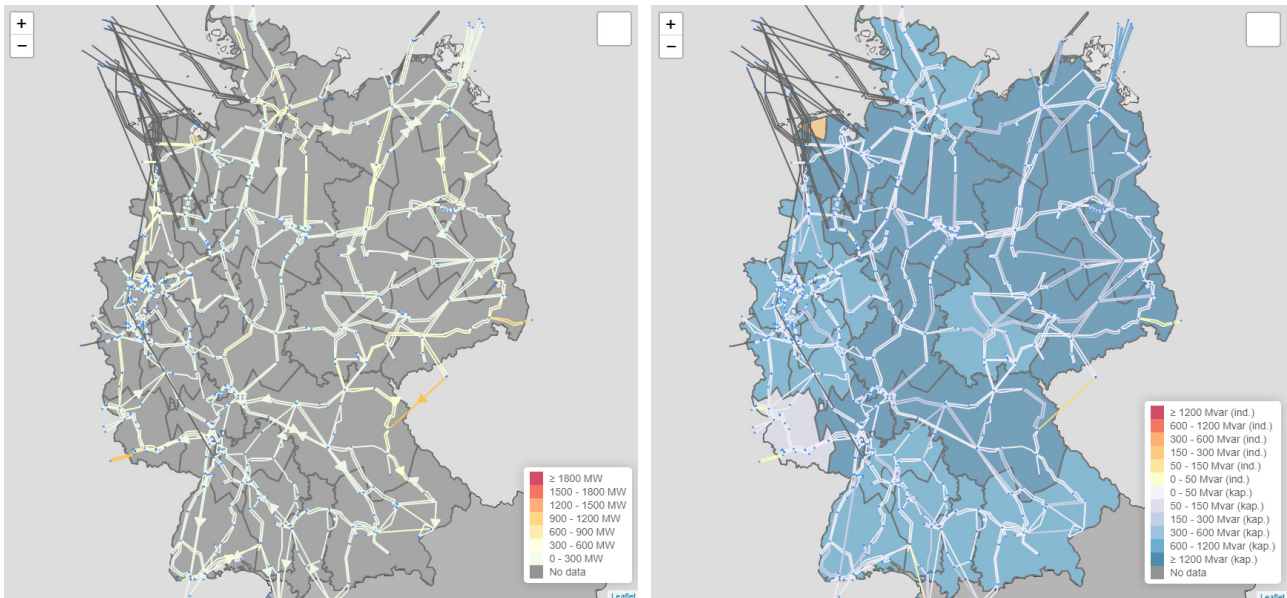 +
−
≥ 1800 MW
1500 - 1800 MW
1200 - 1500 MW
900 - 1200 MW
600 - 900 MW
300 - 600 MW
0 - 300 MW
No data
Leaflet
+
−
≥ 1200 Mvar (ind.)
600 - 1200 Mvar (ind.)
300 - 600 Mvar (ind.)
150 - 300 Mvar (ind.)
50 - 150 Mvar (ind.)
0 - 50 Mvar (ind.)
0 - 50 Mvar (kap.)
50 - 150 Mvar (kap.)
150 - 300 Mvar (kap.)
300 - 600 Mvar (kap.)
600 - 1200 Mvar (kap.)
≥ 1200 Mvar (kap.)
No data
Leaflet